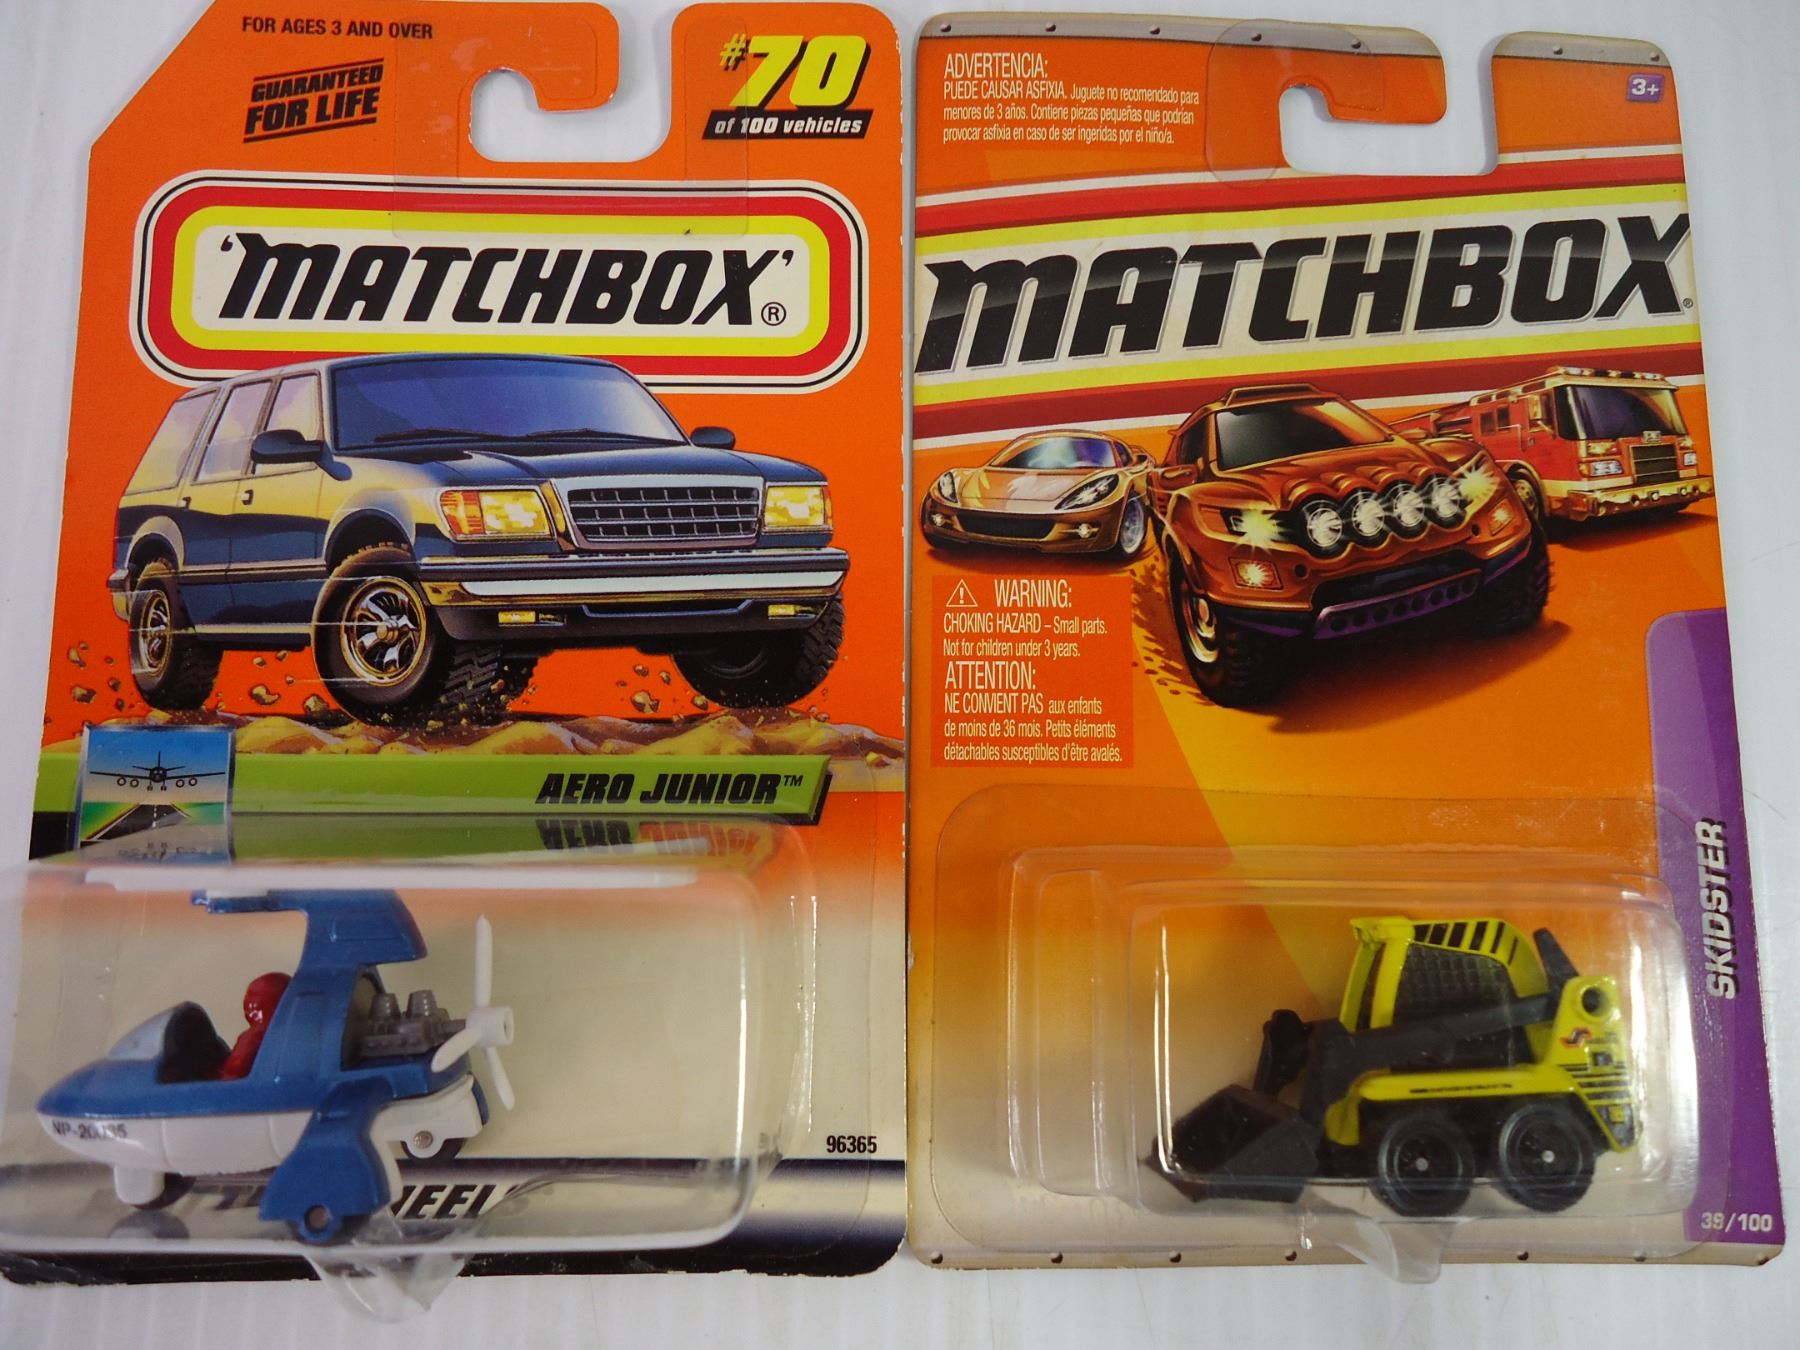 FOR AGES 3 AND OVER
GUARANTEED
FOR LIFE
#70
of 100 vehicles
'MATCHBOX'®
AERO JUNIOR™
96365
ADVERTENCIA:
PUEDE CAUSAR ASFIXIA. Juguete no recomendado para
menores de 3 años. Contiene piezas pequeñas que podrían
provocar asfixia en caso de ser ingeridas por el niño/a.
3+
MATCHBOX®
WARNING:
CHOKING HAZARD – Small parts.
Not for children under 3 years.
ATTENTION:
NE CONVIENT PAS aux enfants
de moins de 36 mois. Petits éléments
détachables susceptibles d'être avalés.
SKIDSTER
39/100